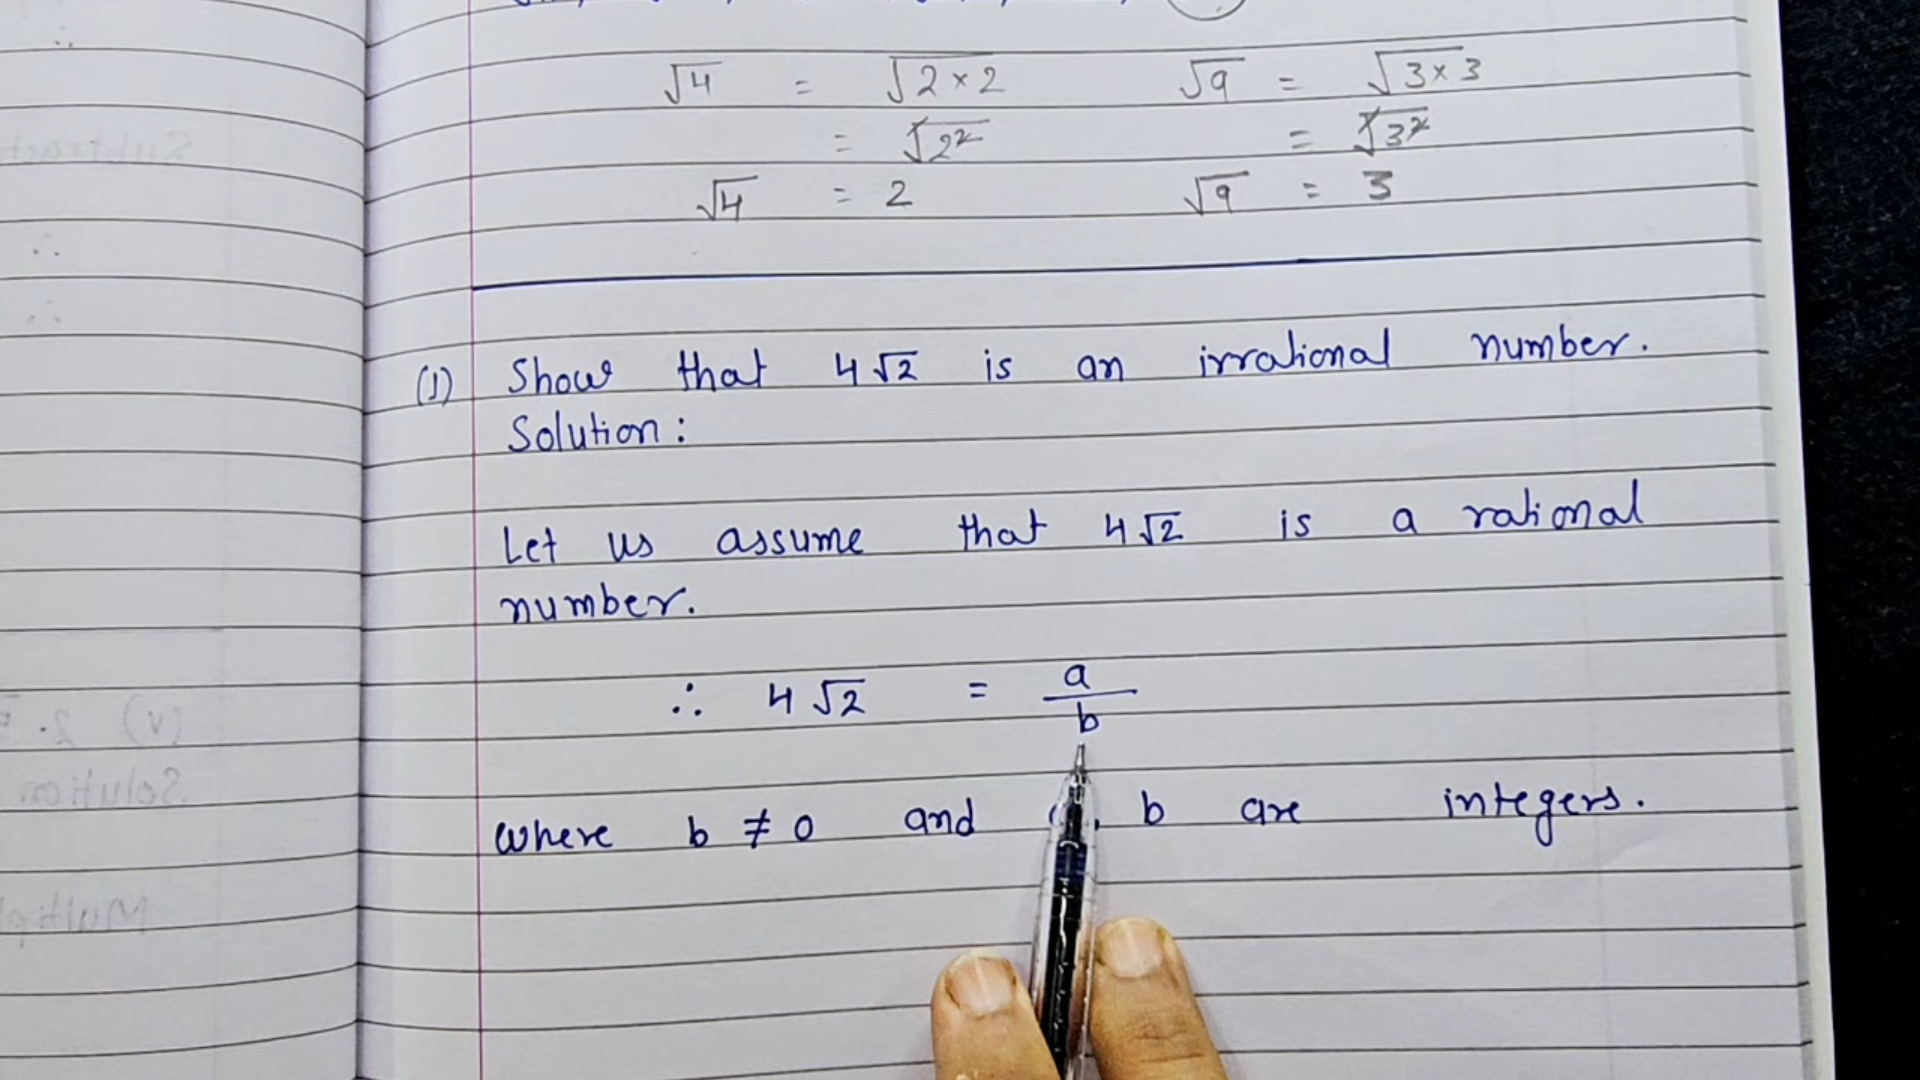 √4 = √2×2 √9 = √3×3
= √2² = √3²
√4 = 2 √9 = 3
(1) Show that 4√2 is an irrational number.
Solution:
Let us assume that 4√2 is a rational
number.
∴ 4√2 = a
b
where b ≠ 0 and , b are integers.